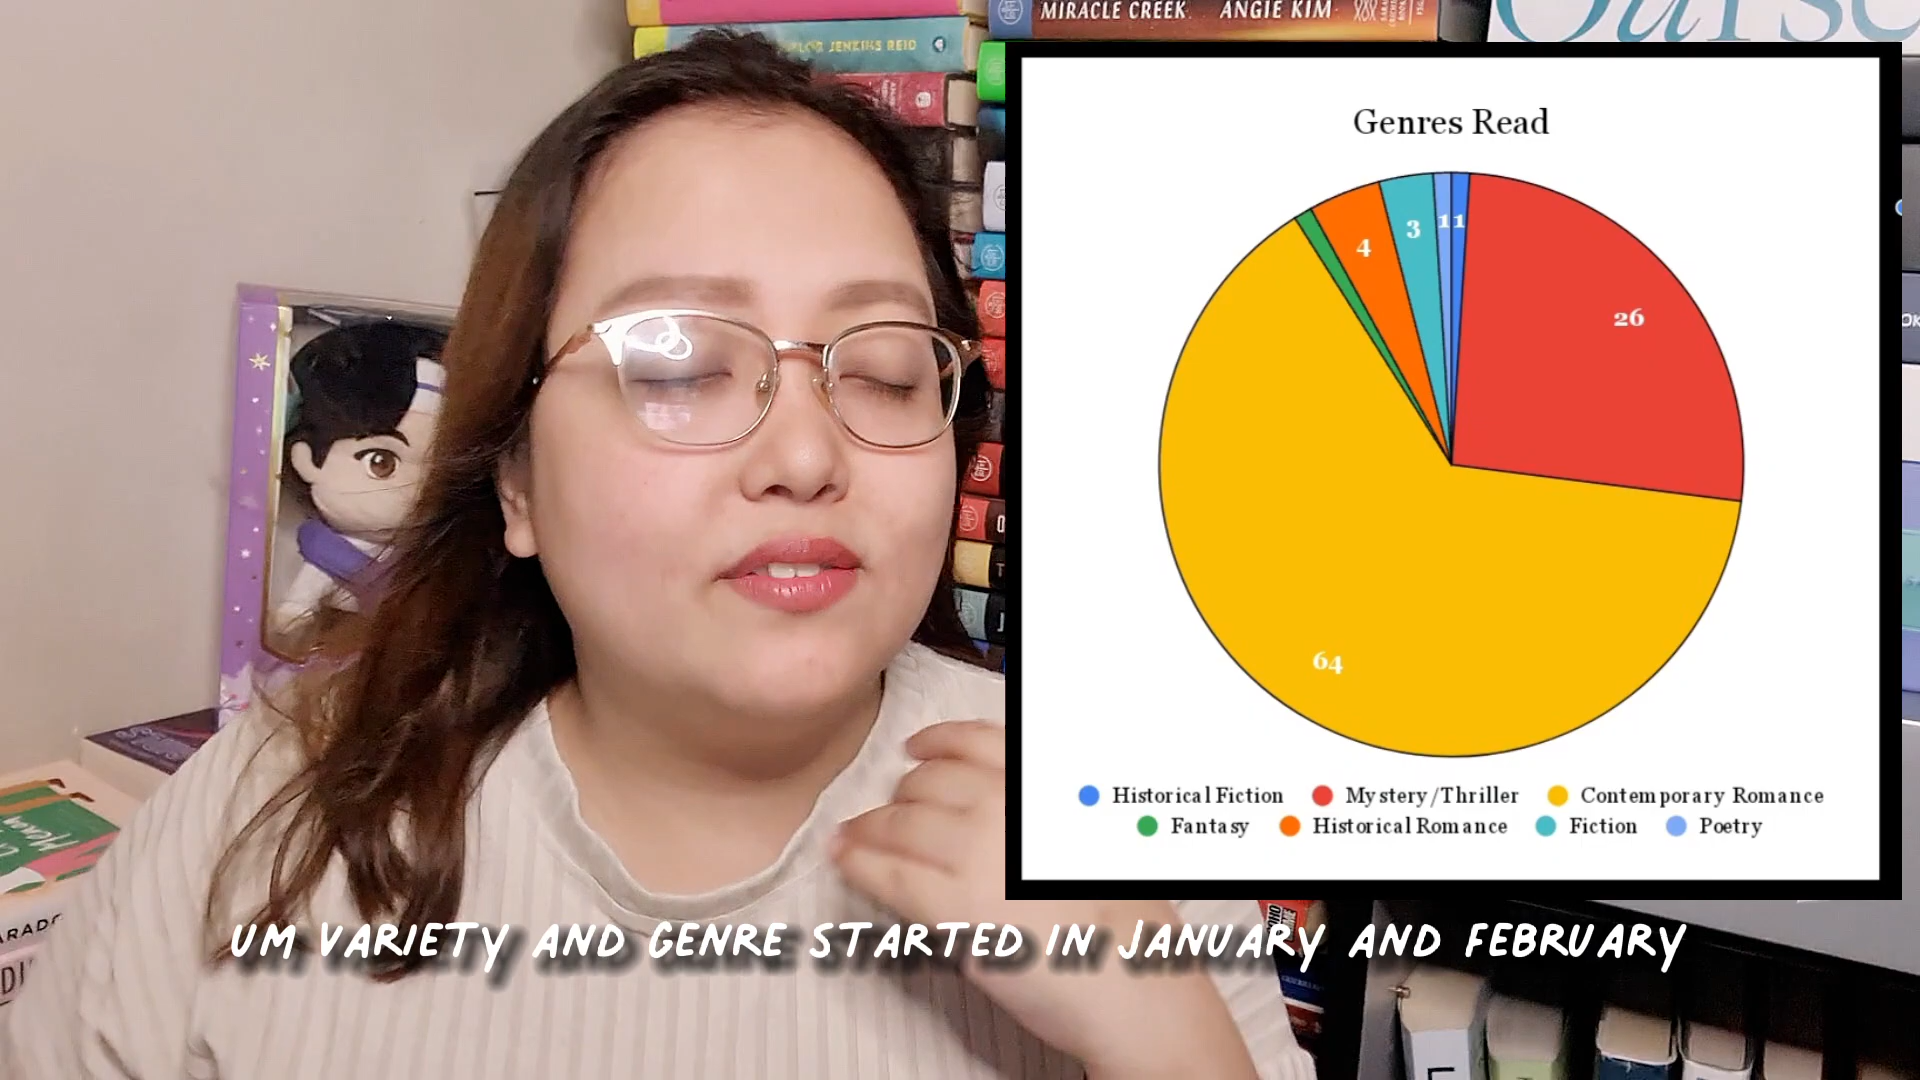 MIRACLE CREEK ANGIE KIM
JENKINS REID
Genres Read
1 1
3
4
26
64
Historical Fiction Mystery/Thriller Contemporary Romance
Fantasy Historical Romance Fiction Poetry
UM VARIETY AND GENRE STARTED IN JANUARY AND FEBRUARY